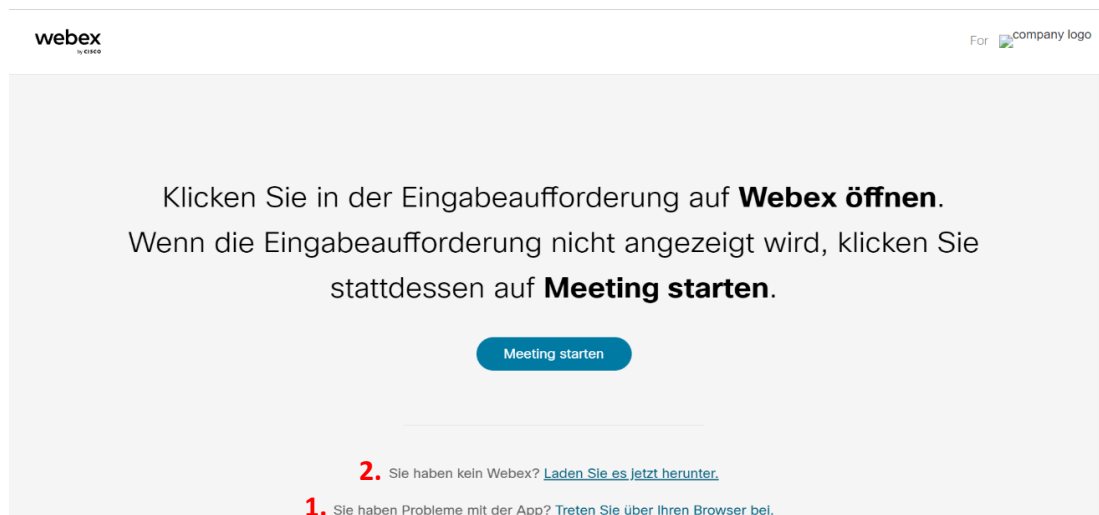 webex
by CISCO
For company logo
Klicken Sie in der Eingabeaufforderung auf Webex öffnen.
Wenn die Eingabeaufforderung nicht angezeigt wird, klicken Sie
stattdessen auf Meeting starten.
Meeting starten
2. Sie haben kein Webex? Laden Sie es jetzt herunter.
1. Sie haben Probleme mit der App? Treten Sie über Ihren Browser bei.